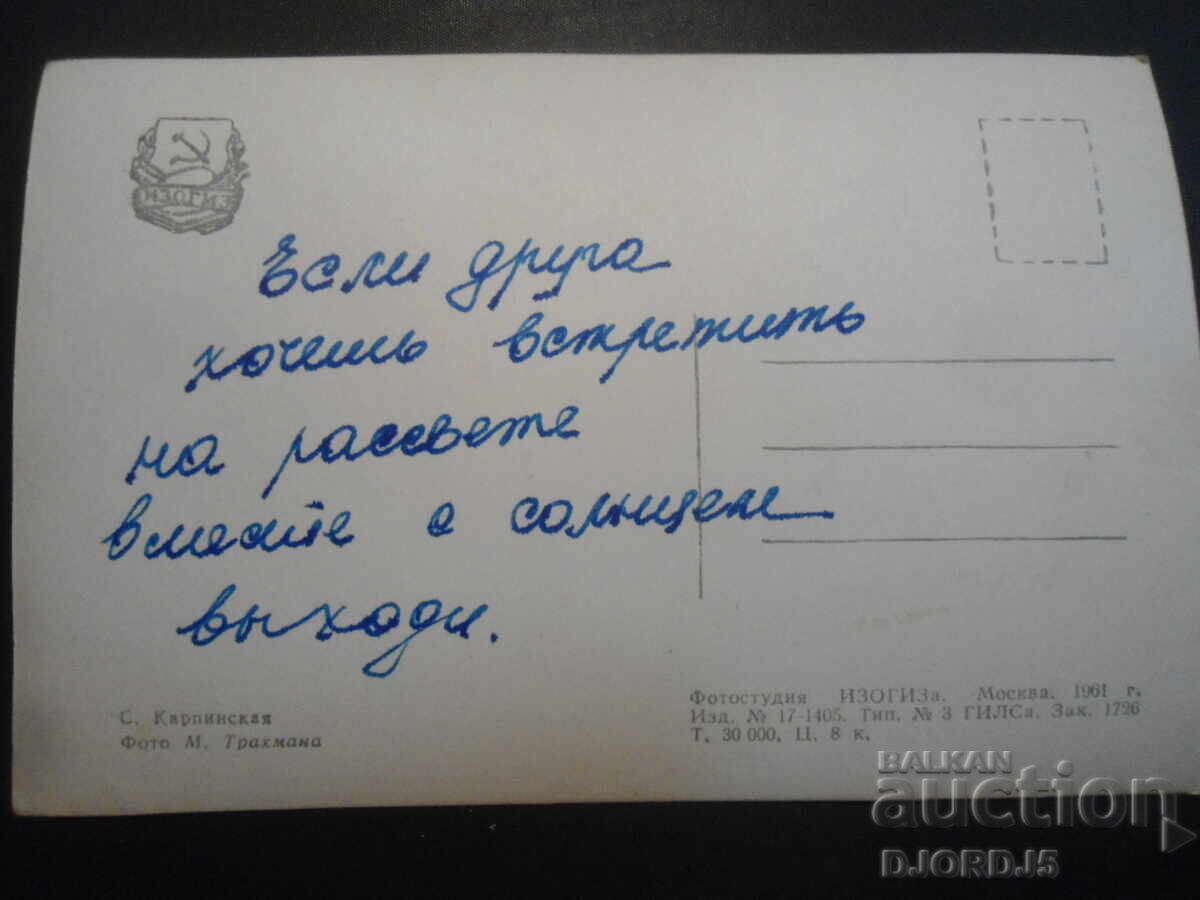 ИЗОГИЗ
Если друга
хочешь встретить
на рассвете
вместе с солнцем
выходи.
С. Карпинская
Фото М. Трахмана
Фотостудия ИЗОГИЗа. Москва. 1961 г.
Изд. № 17-1405. Тип. № 3 ГИЛСа. Зак. 1726
Т. 30 000. Ц. 8 к.
BALKAN
auction
DJORDJ5